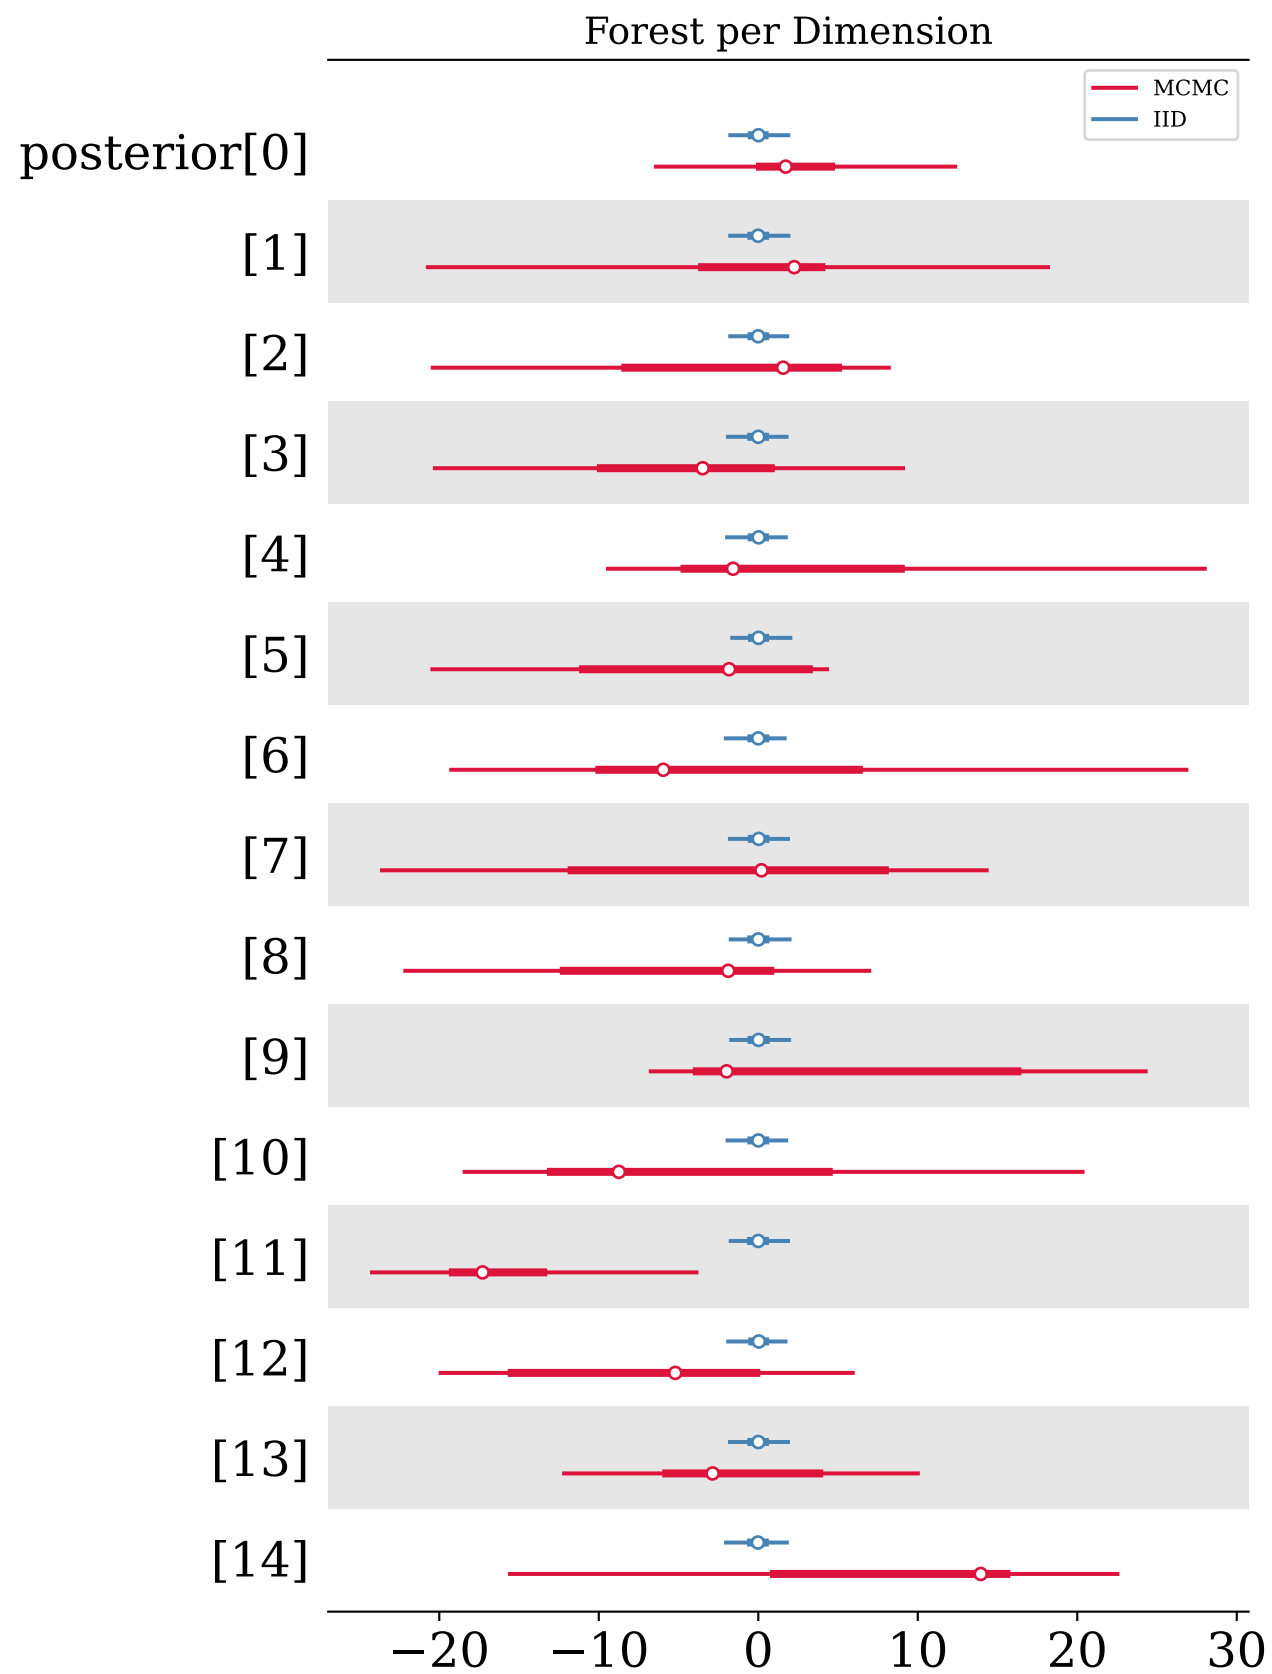 Forest per Dimension
MCMC
IID
posterior[0]
[1]
[2]
[3]
[4]
[5]
[6]
[7]
[8]
[9]
[10]
[11]
[12]
[13]
[14]
−20 −10 0 10 20 30